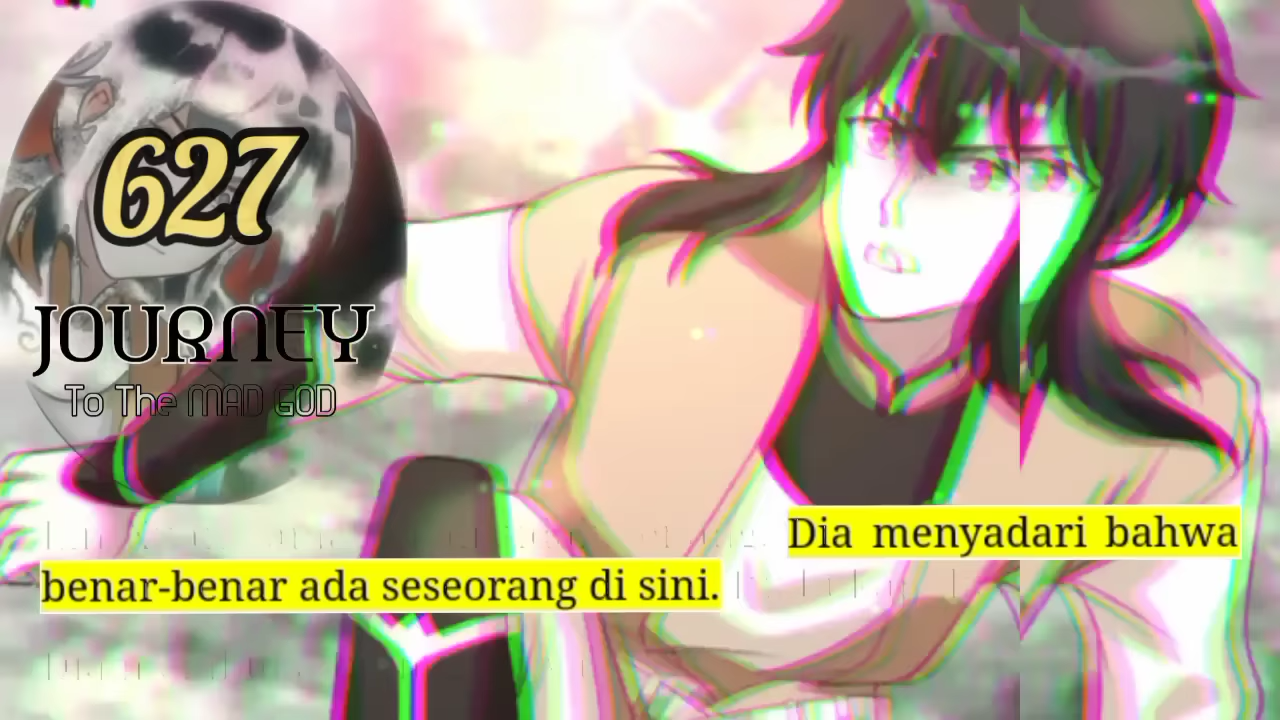 627
JOURNEY
To The MAD GOD
Dia menyadari bahwa
benar-benar ada seseorang di sini.